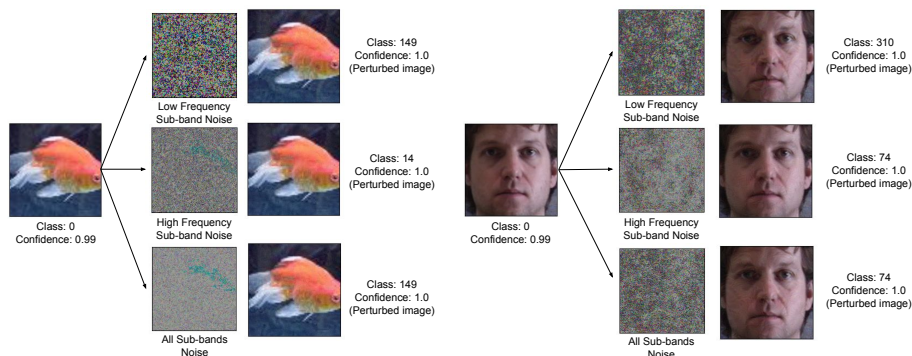 Class: 149
Confidence: 1.0
(Perturbed image)
Low Frequency
Sub-band Noise
Class: 0
Confidence: 0.99
Class: 14
Confidence: 1.0
(Perturbed image)
High Frequency
Sub-band Noise
Class: 149
Confidence: 1.0
(Perturbed image)
All Sub-bands
Noise
Class: 310
Confidence: 1.0
(Perturbed image)
Low Frequency
Sub-band Noise
Class: 0
Confidence: 0.99
Class: 74
Confidence: 1.0
(Perturbed image)
High Frequency
Sub-band Noise
Class: 74
Confidence: 1.0
(Perturbed image)
All Sub-bands
Noise